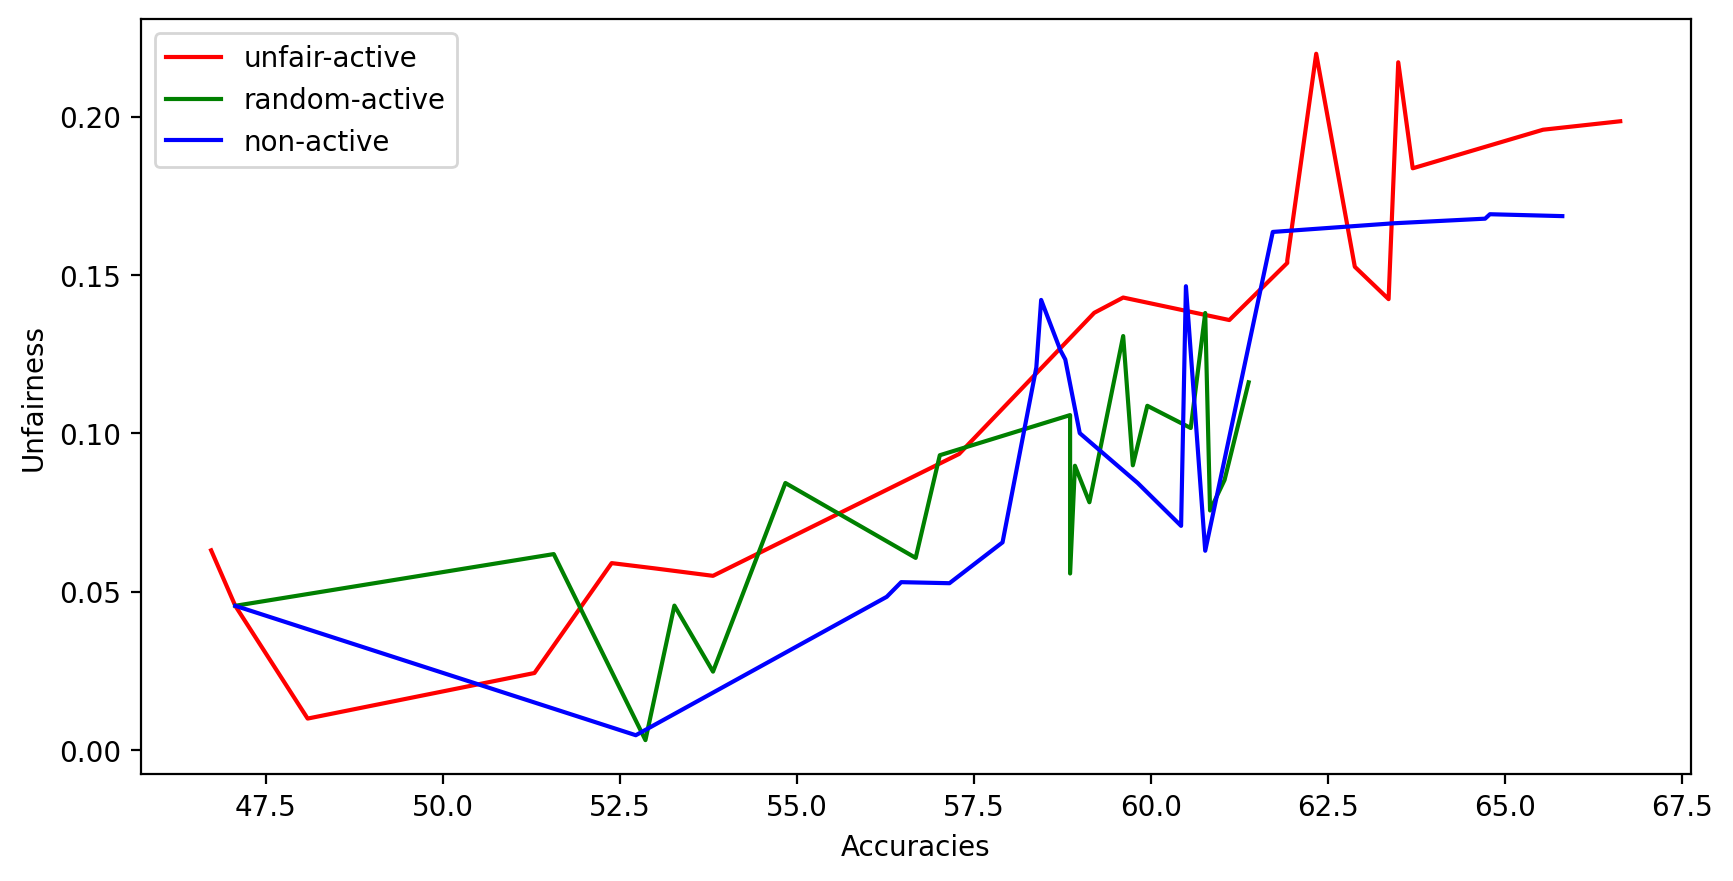 unfair-active
random-active
non-active
0.20
0.15
0.10
0.05
0.00
Unfairness
47.5 50.0 52.5 55.0 57.5 60.0 62.5 65.0 67.5
Accuracies